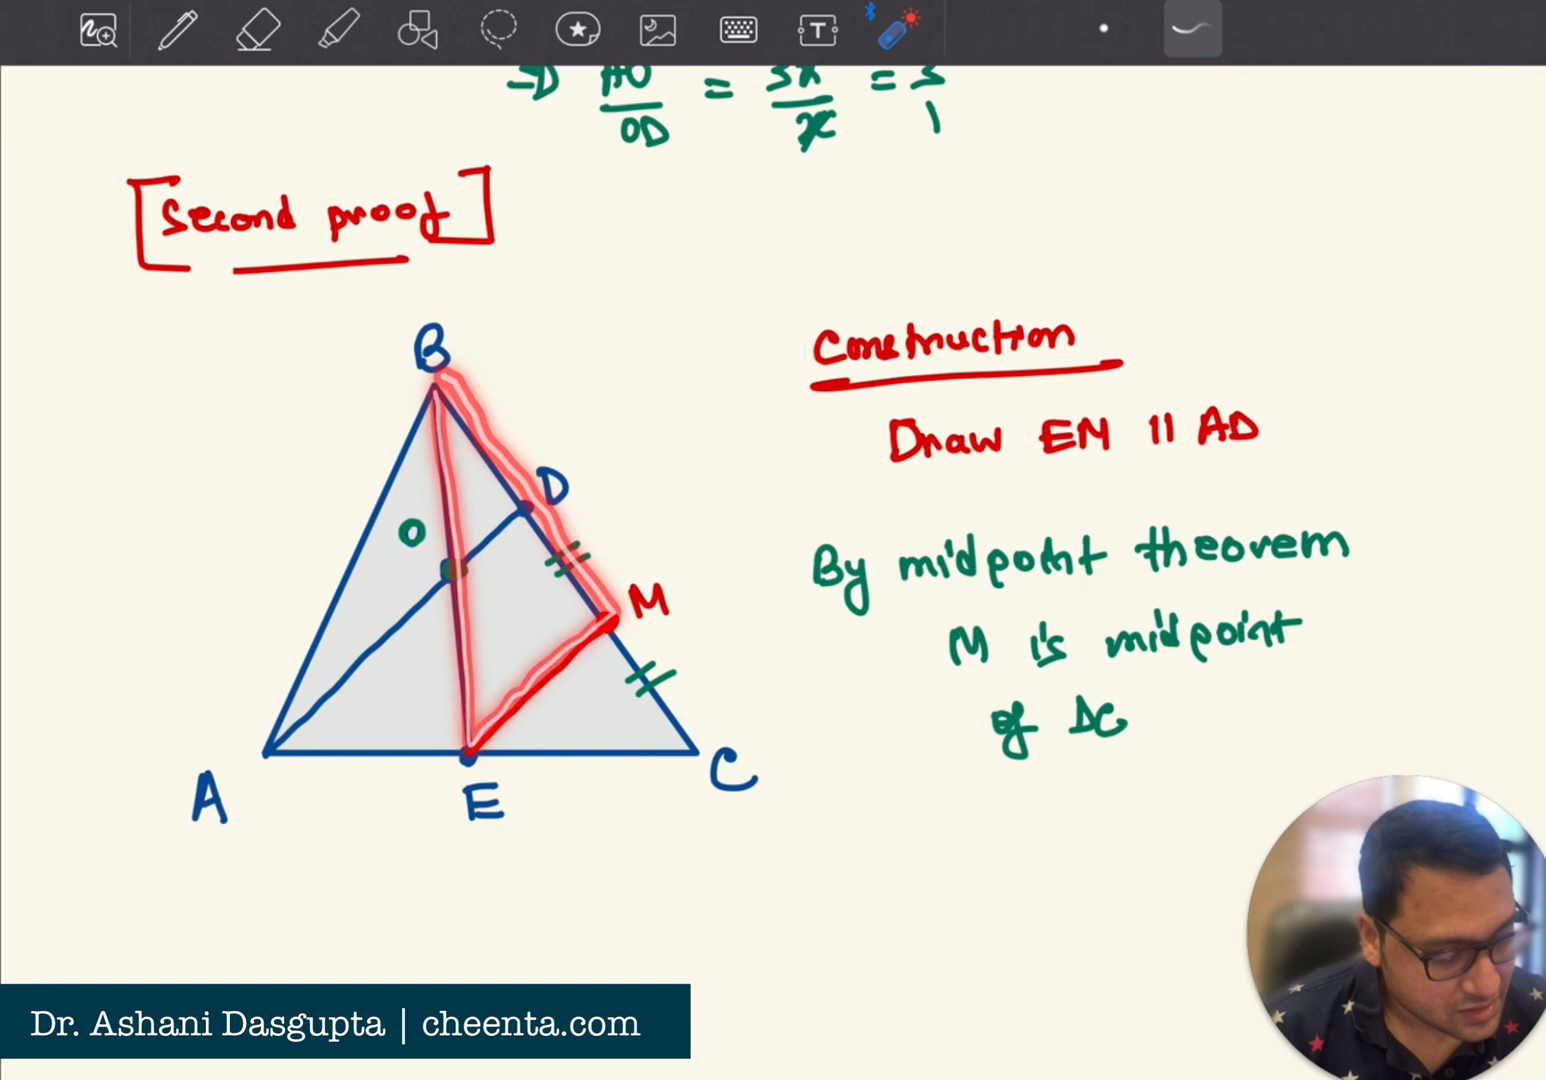 AO/OD = 3x/x = 3/1
[Second proof]
B
Construction
Draw EM || AD
D
O
By midpoint theorem
M
M is midpoint
of DC
A
E
C
T
Dr. Ashani Dasgupta | cheenta.com